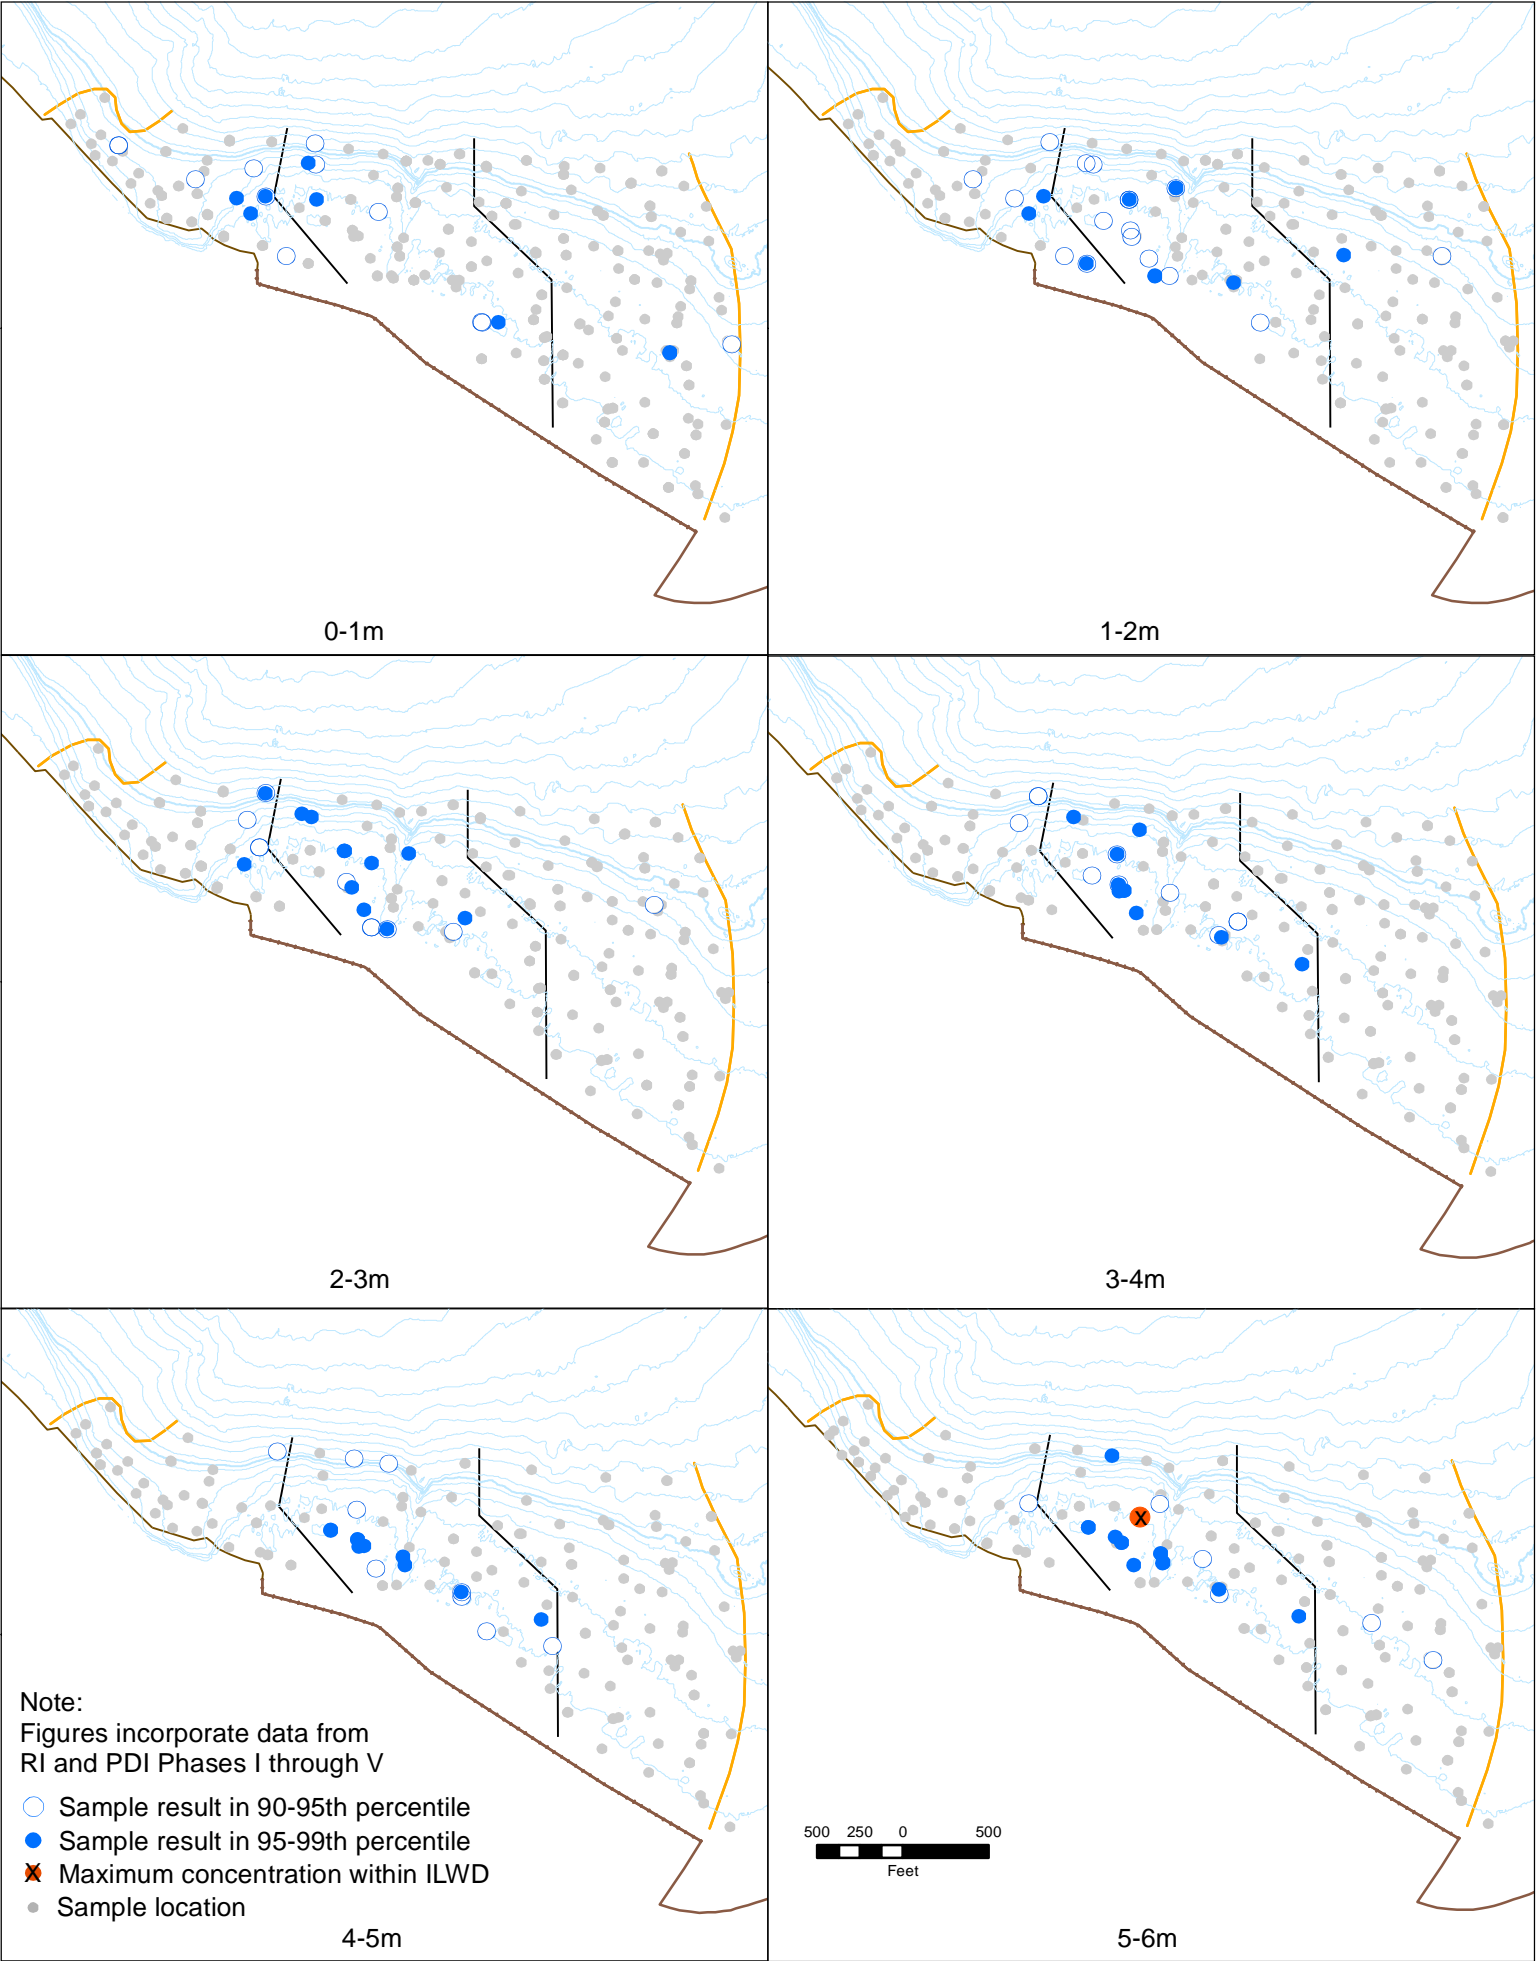 0-1m
1-2m
2-3m
3-4m
Note:
Figures incorporate data from
RI and PDI Phases I through V
Sample result in 90-95th percentile
Sample result in 95-99th percentile
X Maximum concentration within ILWD
Sample location
4-5m
X
500 250 0 500
Feet
5-6m